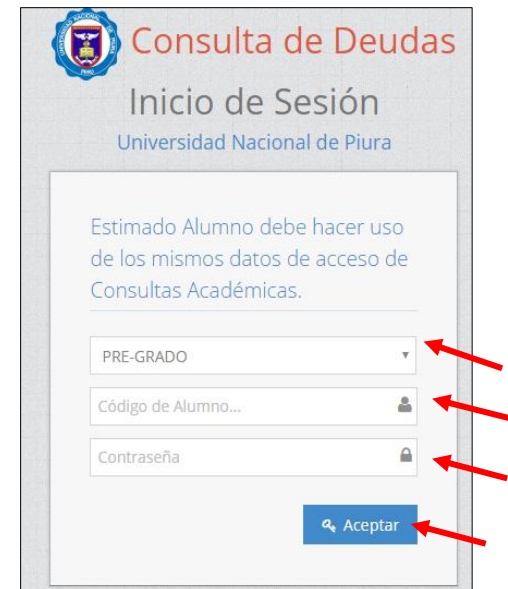 Consulta de Deudas
Inicio de Sesión
Universidad Nacional de Piura
Estimado Alumno debe hacer uso
de los mismos datos de acceso de
Consultas Académicas.
PRE-GRADO
Código de Alumno...
Contraseña
Aceptar